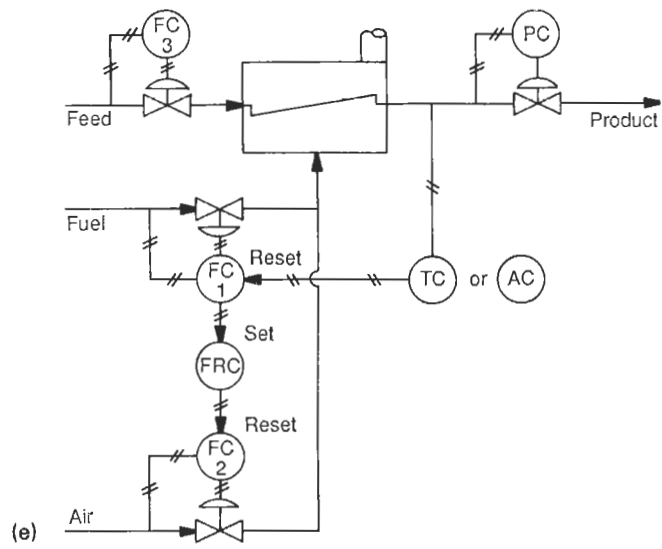 FC
3
PC
Feed
Product
Fuel
Reset
FC
1
TC
or
AC
Set
FRC
Reset
FC
2
Air
(e)